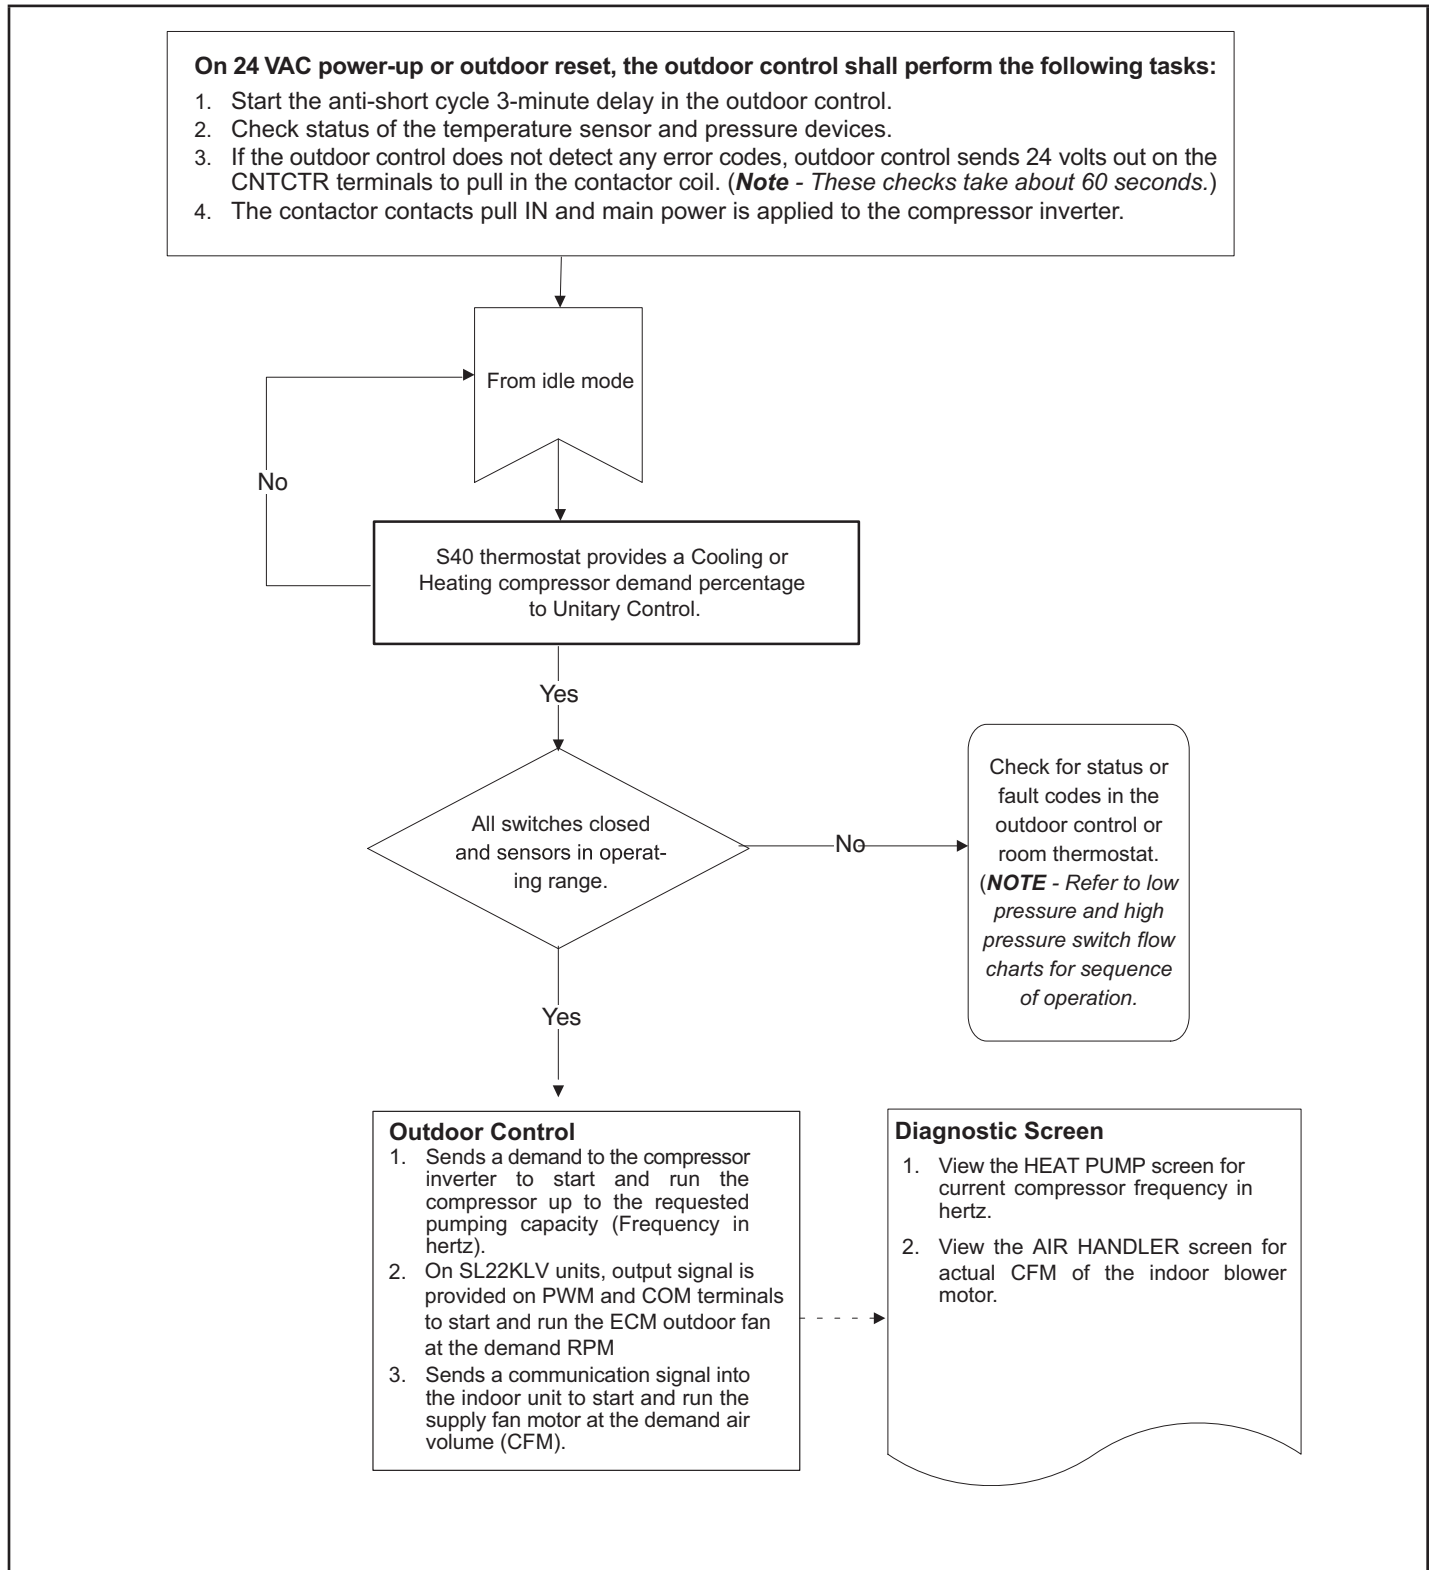 On 24 VAC power-up or outdoor reset, the outdoor control shall perform the following tasks:
1. Start the anti-short cycle 3-minute delay in the outdoor control.
2. Check status of the temperature sensor and pressure devices.
3. If the outdoor control does not detect any error codes, outdoor control sends 24 volts out on the
CNTCTR terminals to pull in the contactor coil. (Note - These checks take about 60 seconds.)
4. The contactor contacts pull IN and main power is applied to the compressor inverter.
From idle mode
No
S40 thermostat provides a Cooling or
Heating compressor demand percentage
to Unitary Control.
Yes
All switches closed
and sensors in operat-
ing range.
No
Check for status or
fault codes in the
outdoor control or
room thermostat.
(NOTE - Refer to low
pressure and high
pressure switch flow
charts for sequence
of operation.
Yes
Outdoor Control
1. Sends a demand to the compressor
inverter to start and run the
compressor up to the requested
pumping capacity (Frequency in
hertz).
2. On SL22KLV units, output signal is
provided on PWM and COM terminals
to start and run the ECM outdoor fan
at the demand RPM
3. Sends a communication signal into
the indoor unit to start and run the
supply fan motor at the demand air
volume (CFM).
Diagnostic Screen
1. View the HEAT PUMP screen for
current compressor frequency in
hertz.
2. View the AIR HANDLER screen for
actual CFM of the indoor blower
motor.